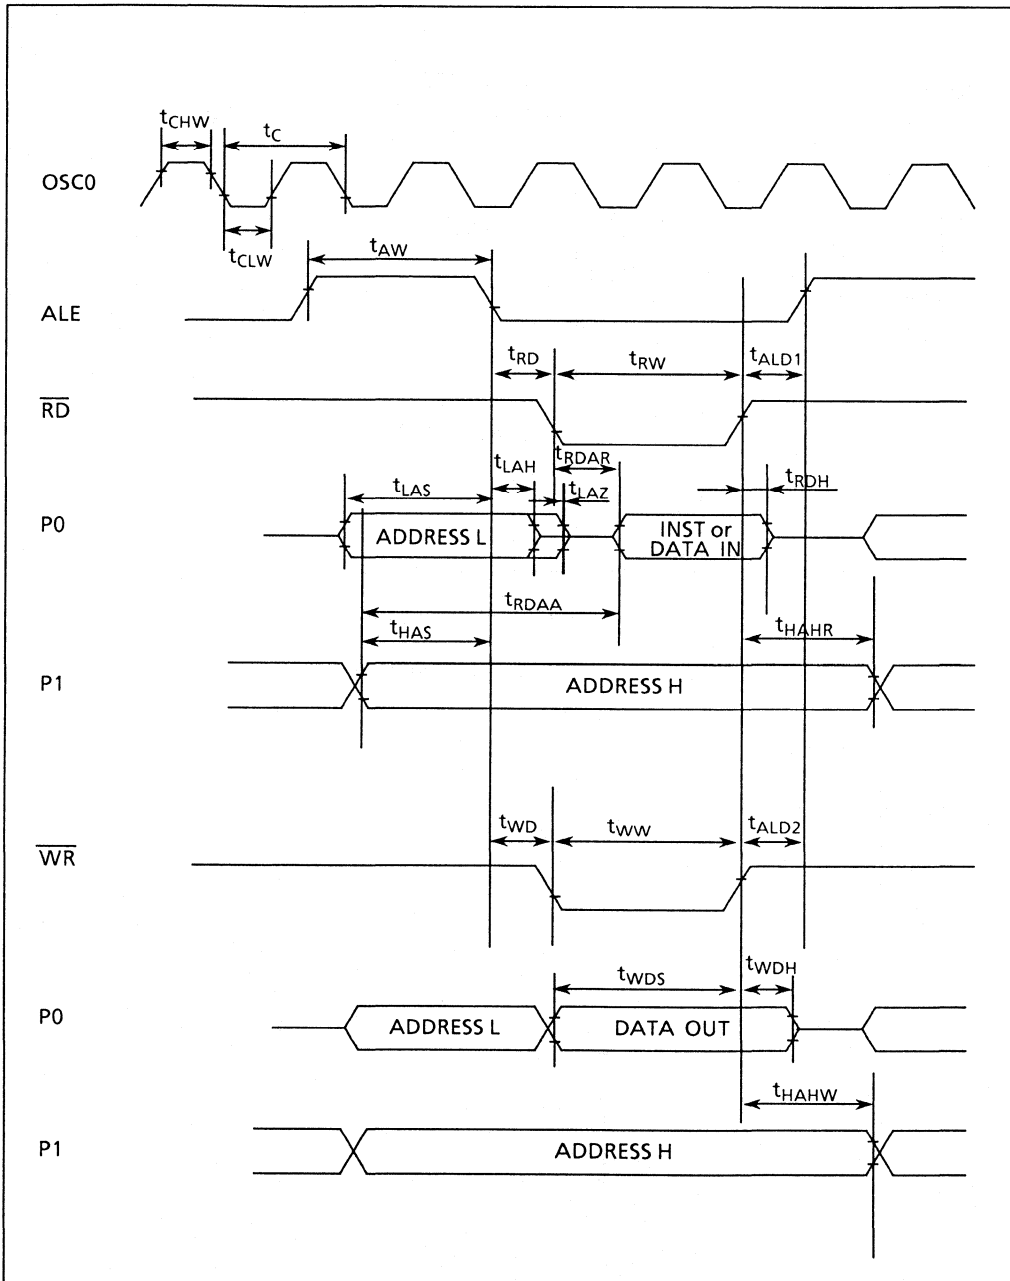 tCHW
tC
OSC0
tCLW
tAW
ALE
tRD
tRW
tALD1
RD
tLAH
tRDAR
tLAS
tLAZ
tRDH
P0
ADDRESS L
INST or
DATA IN
tRDAA
tHAS
tHAHR
P1
ADDRESS H
tWD
tWW
tALD2
WR
tWDS
tWDH
P0
ADDRESS L
DATA OUT
tHAHW
P1
ADDRESS H